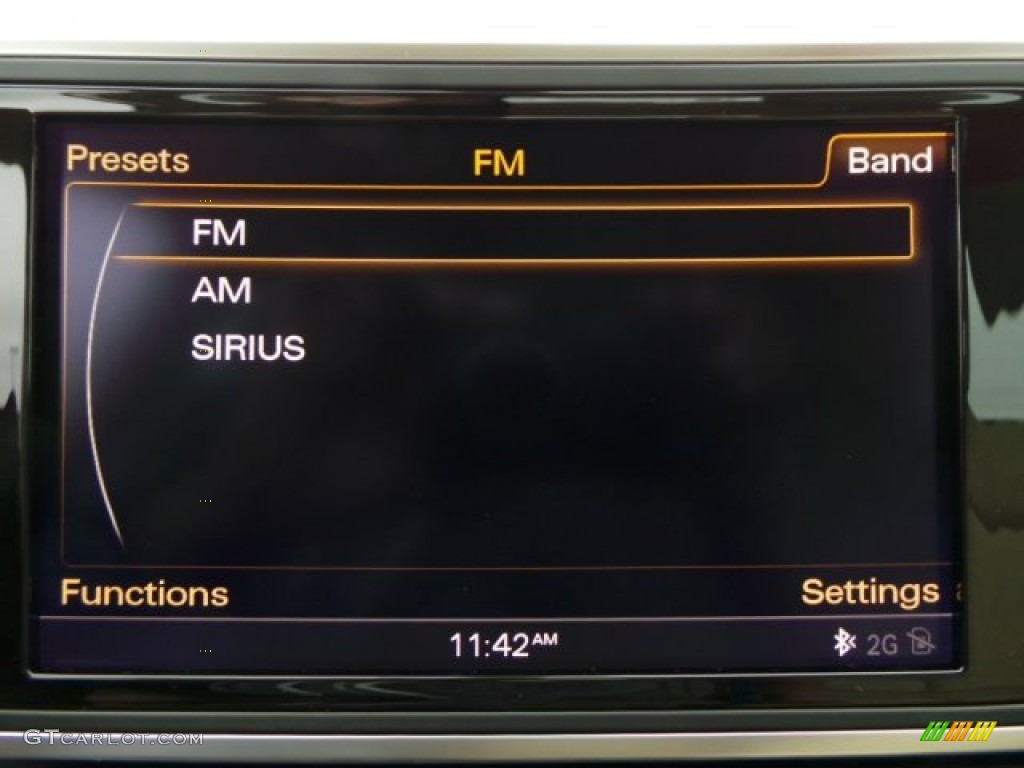 Presets FM Band
FM
AM
SIRIUS
Functions Settings
11:42 AM 2G
GTCARLOT.COM